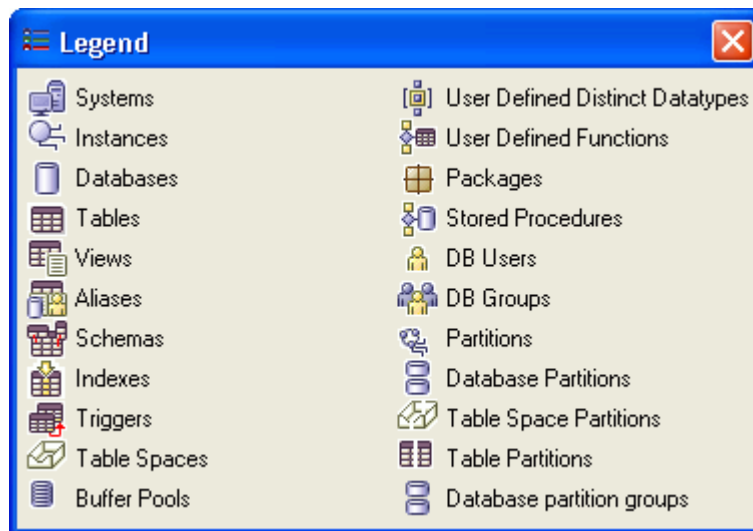 Legend
Systems
Instances
Databases
Tables
Views
Aliases
Schemas
Indexes
Triggers
Table Spaces
Buffer Pools
User Defined Distinct Datatypes
User Defined Functions
Packages
Stored Procedures
DB Users
DB Groups
Partitions
Database Partitions
Table Space Partitions
Table Partitions
Database partition groups